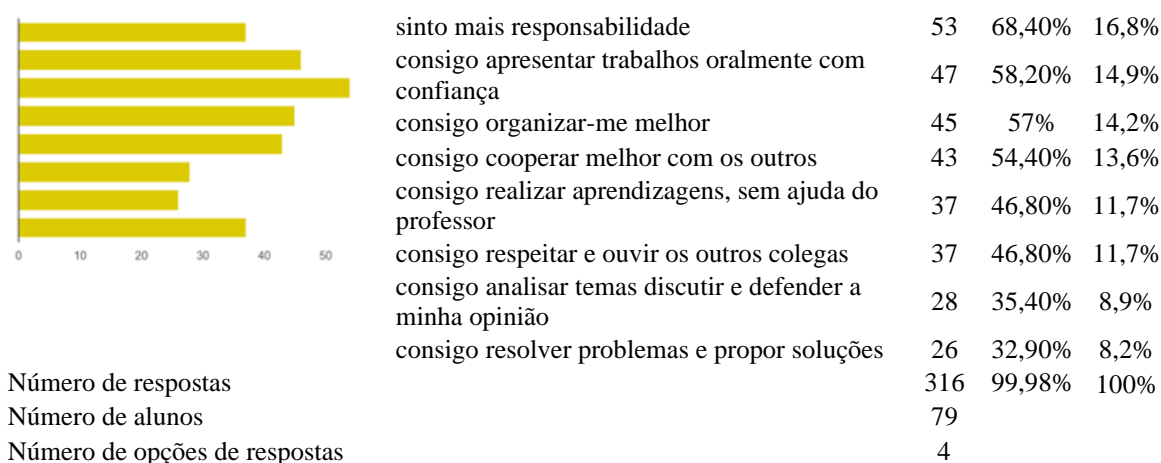 sinto mais responsabilidade 53 68,40% 16,8%
consigo apresentar trabalhos oralmente com
confiança 47 58,20% 14,9%
consigo organizar-me melhor 45 57% 14,2%
consigo cooperar melhor com os outros 43 54,40% 13,6%
consigo realizar aprendizagens, sem ajuda do
professor 37 46,80% 11,7%
0 10 20 30 40 50
consigo respeitar e ouvir os outros colegas 37 46,80% 11,7%
consigo analisar temas discutir e defender a
minha opinião 28 35,40% 8,9%
consigo resolver problemas e propor soluções 26 32,90% 8,2%
Número de respostas 316 99,98% 100%
Número de alunos 79
Número de opções de respostas 4